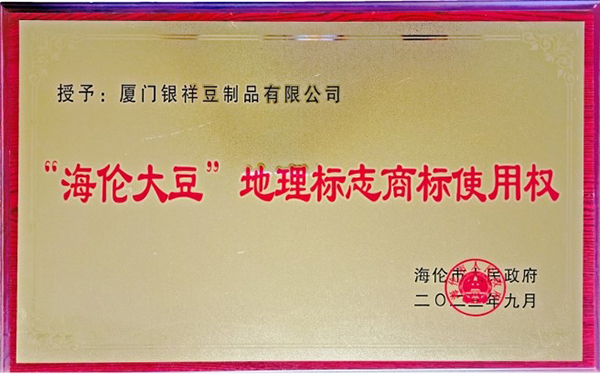 授予：厦门银祥豆制品有限公司
“海伦大豆”地理标志商标使用权
海伦市人民政府
二〇二二年九月